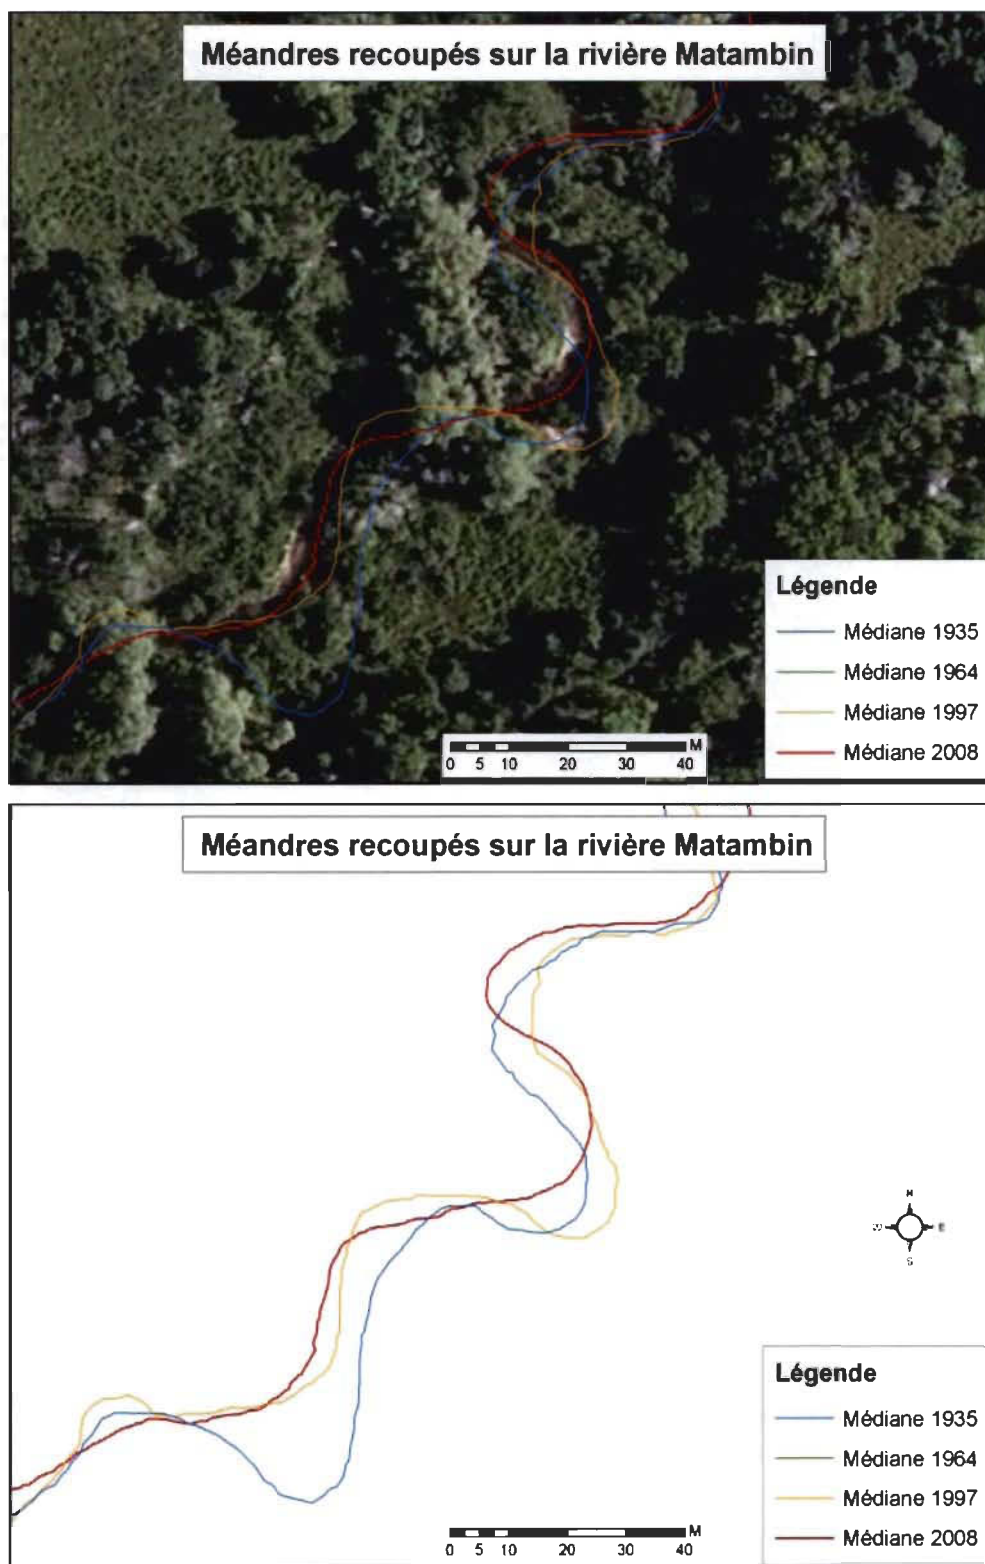 Méandres recoupés sur la rivière Matambin
Légende
Médiane 1935
Médiane 1964
Médiane 1997
Médiane 2008
M
0 5 10 20 30 40
Méandres recoupés sur la rivière Matambin
N
E
S
Légende
Médiane 1935
Médiane 1964
Médiane 1997
Médiane 2008
M
0 5 10 20 30 40